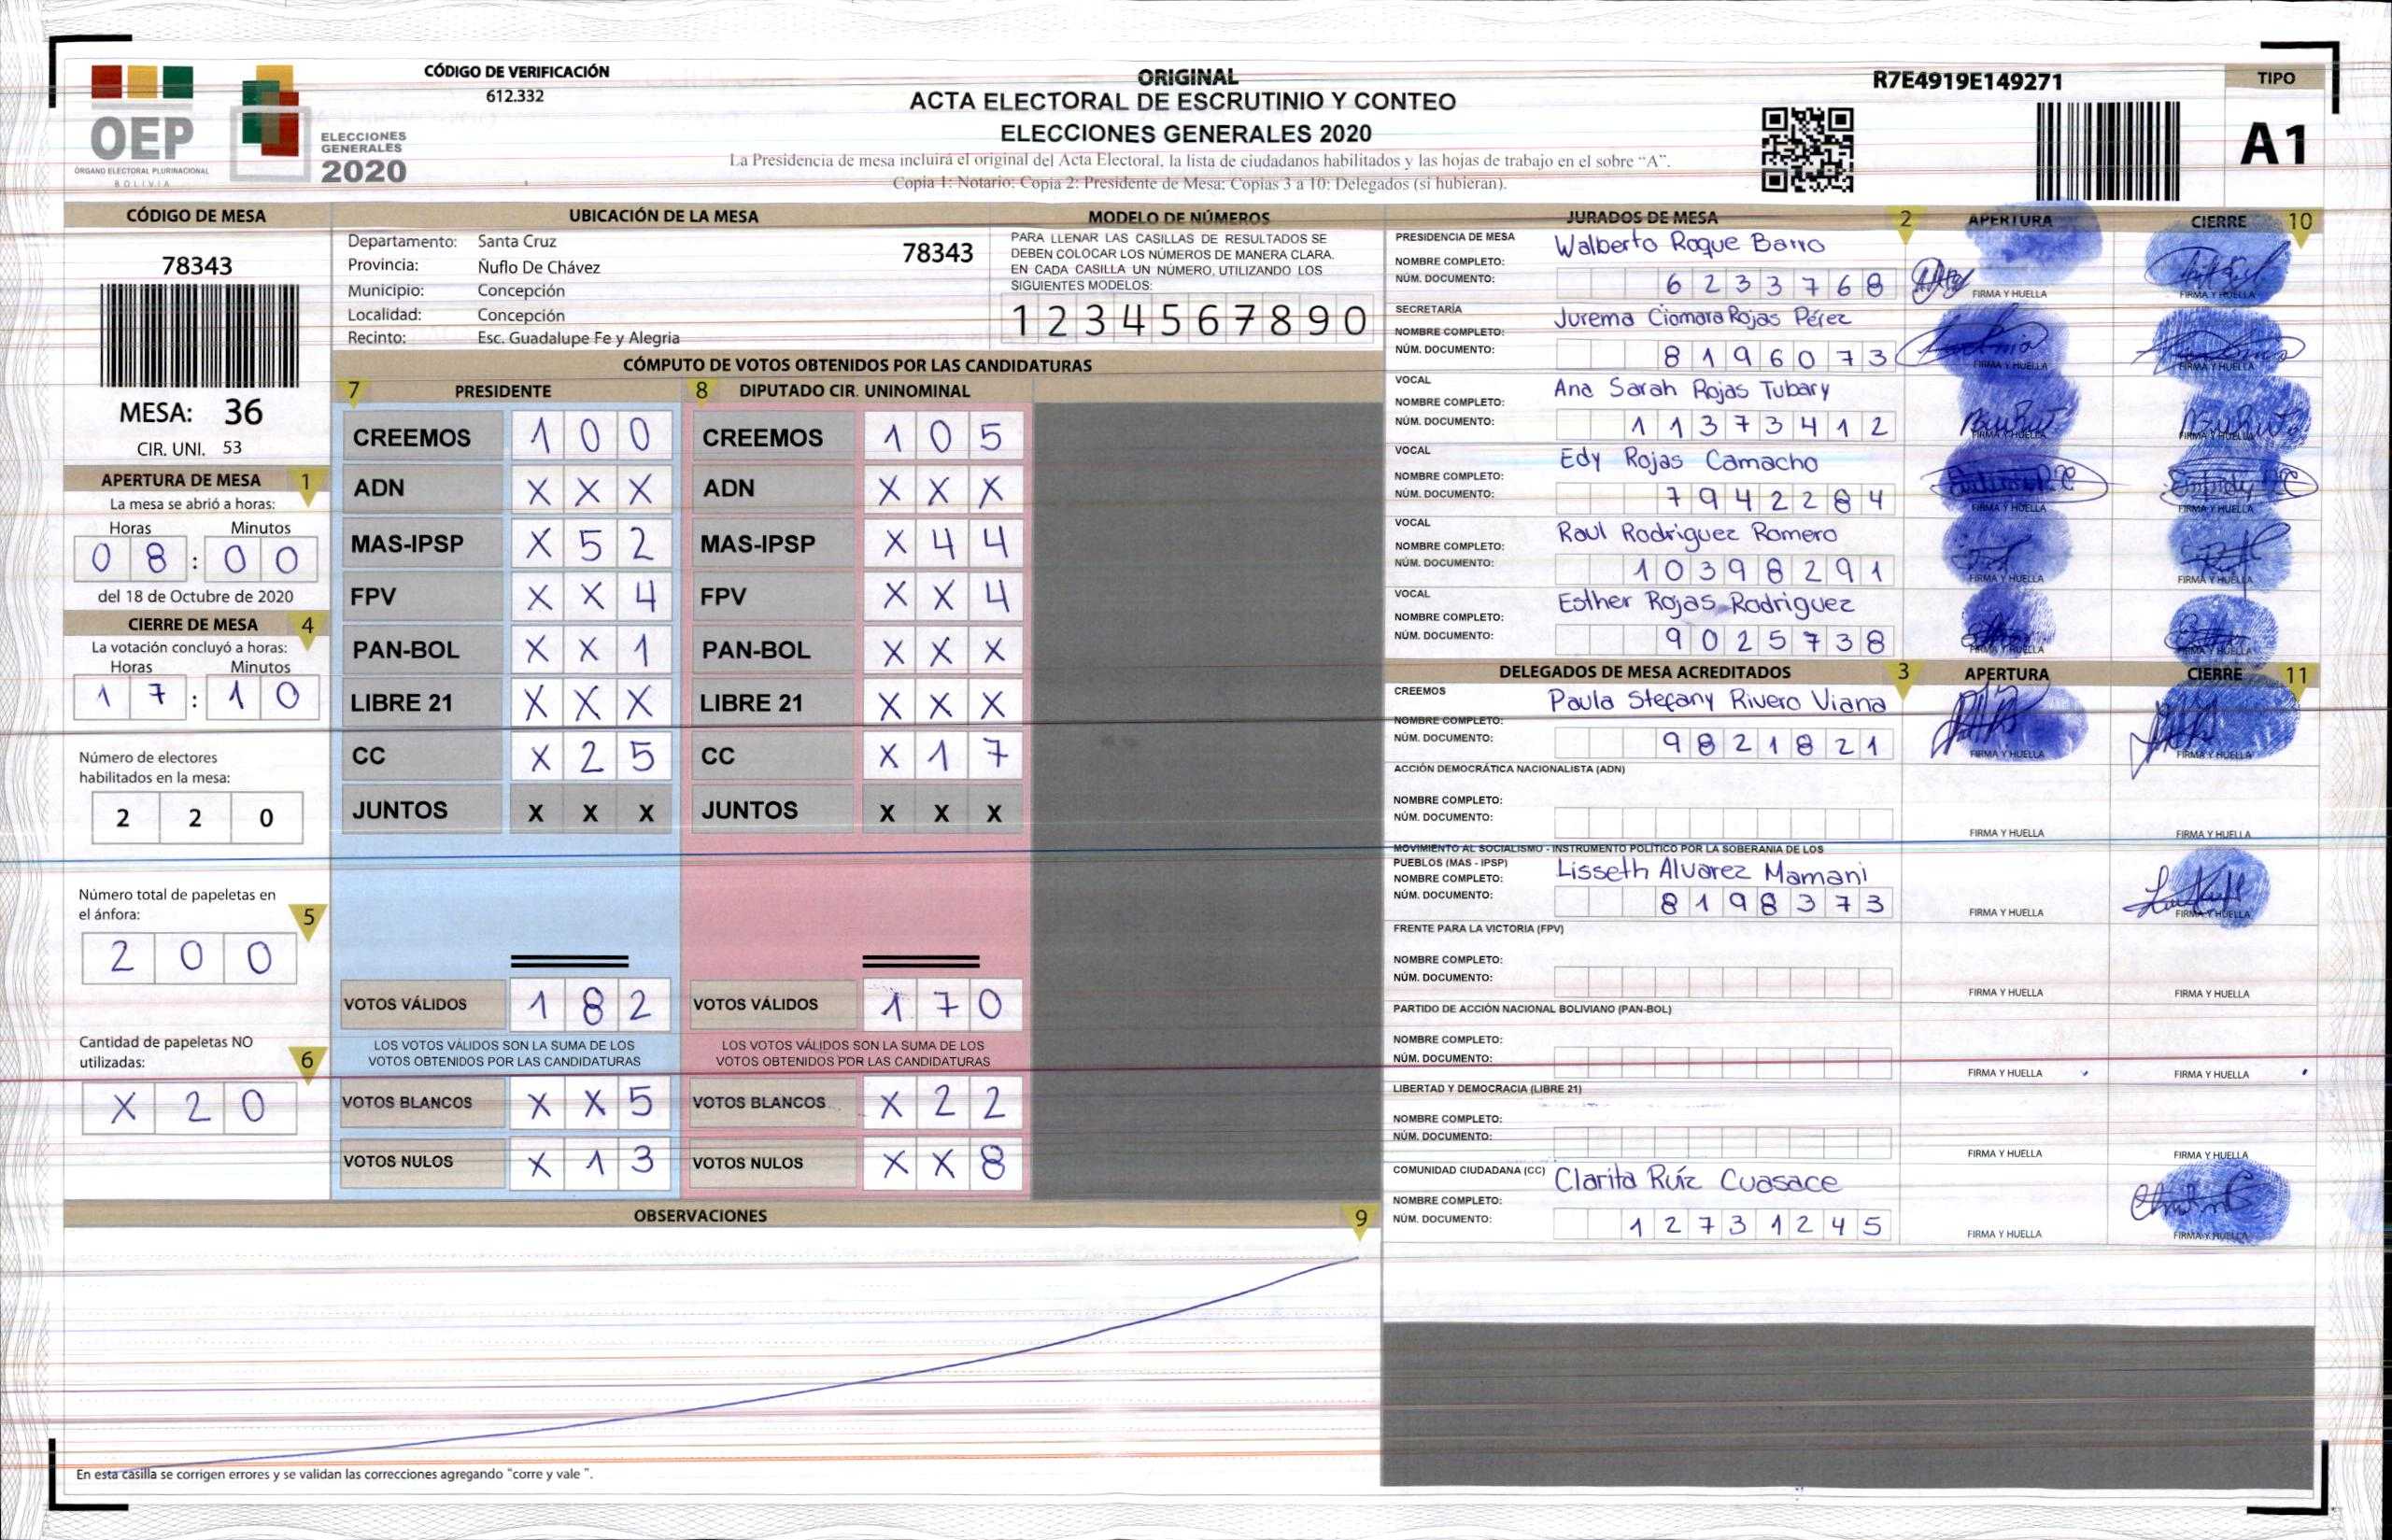 OEP
ÓRGANO ELECTORAL PLURINACIONAL
BOLIVIA
ELECCIONES
GENERALES
2020
CÓDIGO DE VERIFICACIÓN
612.332
ORIGINAL
ACTA ELECTORAL DE ESCRUTINIO Y CONTEO
ELECCIONES GENERALES 2020
La Presidencia de mesa incluirá el original del Acta Electoral, la lista de ciudadanos habilitados y las hojas de trabajo en el sobre "A".
Copia 1: Notario; Copia 2: Presidente de Mesa; Copias 3 a 10: Delegados (si hubieran).
R7E4919E149271
TIPO
A1
CÓDIGO DE MESA
78343
MESA: 36
CIR. UNI. 53
APERTURA DE MESA 1
La mesa se abrió a horas:
Horas Minutos
0 8 : 0 0
del 18 de Octubre de 2020
CIERRE DE MESA 4
La votación concluyó a horas:
Horas Minutos
1 7 : 1 0
Número de electores
habilitados en la mesa:
2 2 0
Número total de papeletas en
el ánfora: 5
2 0 0
Cantidad de papeletas NO
utilizadas: 6
X 2 0
UBICACIÓN DE LA MESA
Departamento: Santa Cruz 78343
Provincia: Ñuflo De Chávez
Municipio: Concepción
Localidad: Concepción
Recinto: Esc. Guadalupe Fe y Alegria
MODELO DE NÚMEROS
PARA LLENAR LAS CASILLAS DE RESULTADOS SE
DEBEN COLOCAR LOS NÚMEROS DE MANERA CLARA.
EN CADA CASILLA UN NÚMERO, UTILIZANDO LOS
SIGUIENTES MODELOS:
1 2 3 4 5 6 7 8 9 0
CÓMPUTO DE VOTOS OBTENIDOS POR LAS CANDIDATURAS
7 PRESIDENTE 8 DIPUTADO CIR. UNINOMINAL
CREEMOS 1 0 0 CREEMOS 1 0 5
ADN X X X ADN X X X
MAS-IPSP X 5 2 MAS-IPSP X 4 4
FPV X X 4 FPV X X 4
PAN-BOL X X 1 PAN-BOL X X X
LIBRE 21 X X X LIBRE 21 X X X
CC X 2 5 CC X 1 7
JUNTOS X X X JUNTOS X X X
VOTOS VÁLIDOS 1 8 2 VOTOS VÁLIDOS 1 7 0
LOS VOTOS VÁLIDOS SON LA SUMA DE LOS LOS VOTOS VÁLIDOS SON LA SUMA DE LOS
VOTOS OBTENIDOS POR LAS CANDIDATURAS VOTOS OBTENIDOS POR LAS CANDIDATURAS
VOTOS BLANCOS X X 5 VOTOS BLANCOS X 2 2
VOTOS NULOS X 1 3 VOTOS NULOS X X 8
OBSERVACIONES 9
En esta casilla se corrigen errores y se validan las correcciones agregando "corre y vale ".
JURADOS DE MESA 2 APERTURA CIERRE 10
PRESIDENCIA DE MESA
NOMBRE COMPLETO: Walberto Roque Barro
NÚM. DOCUMENTO: 6 2 3 3 7 6 8 FIRMA Y HUELLA FIRMA Y HUELLA
SECRETARÍA
NOMBRE COMPLETO: Jurema Ciomara Rojas Pérez
NÚM. DOCUMENTO: 8 1 9 6 0 7 3 FIRMA Y HUELLA FIRMA Y HUELLA
VOCAL
NOMBRE COMPLETO: Ana Sarah Rojas Tubary
NÚM. DOCUMENTO: 1 1 3 7 3 4 1 2 FIRMA Y HUELLA FIRMA Y HUELLA
VOCAL
NOMBRE COMPLETO: Edy Rojas Camacho
NÚM. DOCUMENTO: 7 9 4 2 2 8 4 FIRMA Y HUELLA FIRMA Y HUELLA
VOCAL
NOMBRE COMPLETO: Raul Rodriguez Romero
NÚM. DOCUMENTO: 1 0 3 9 8 2 9 1 FIRMA Y HUELLA FIRMA Y HUELLA
VOCAL
NOMBRE COMPLETO: Esther Rojas Rodriguez
NÚM. DOCUMENTO: 9 0 2 5 7 3 8 FIRMA Y HUELLA FIRMA Y HUELLA
DELEGADOS DE MESA ACREDITADOS 3 APERTURA CIERRE 11
CREEMOS
NOMBRE COMPLETO: Paula Stefany Rivero Viana
NÚM. DOCUMENTO: 9 8 2 1 8 2 1 FIRMA Y HUELLA FIRMA Y HUELLA
ACCIÓN DEMOCRÁTICA NACIONALISTA (ADN)
NOMBRE COMPLETO:
NÚM. DOCUMENTO: FIRMA Y HUELLA FIRMA Y HUELLA
MOVIMIENTO AL SOCIALISMO - INSTRUMENTO POLÍTICO POR LA SOBERANIA DE LOS
PUEBLOS (MAS - IPSP)
NOMBRE COMPLETO: Lisseth Alvarez Mamani
NÚM. DOCUMENTO: 8 1 9 8 3 7 3 FIRMA Y HUELLA FIRMA Y HUELLA
FRENTE PARA LA VICTORIA (FPV)
NOMBRE COMPLETO:
NÚM. DOCUMENTO: FIRMA Y HUELLA FIRMA Y HUELLA
PARTIDO DE ACCIÓN NACIONAL BOLIVIANO (PAN-BOL)
NOMBRE COMPLETO:
NÚM. DOCUMENTO: FIRMA Y HUELLA FIRMA Y HUELLA
LIBERTAD Y DEMOCRACIA (LIBRE 21)
NOMBRE COMPLETO:
NÚM. DOCUMENTO: FIRMA Y HUELLA FIRMA Y HUELLA
COMUNIDAD CIUDADANA (CC)
NOMBRE COMPLETO: Clarita Ruíz Cuasace
NÚM. DOCUMENTO: 1 2 7 3 1 2 4 5 FIRMA Y HUELLA FIRMA Y HUELLA